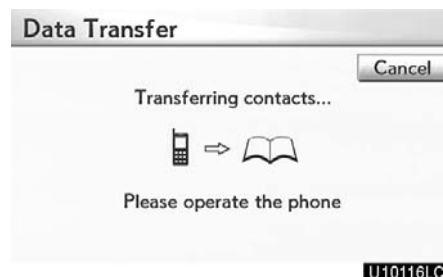 Data Transfer
Cancel
Transferring contacts...
Please operate the phone
U10116LC